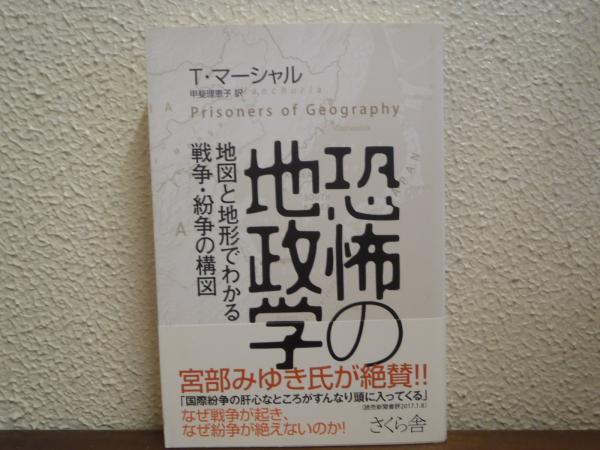 T・マーシャル
甲斐理恵子 訳
Manchuria
Prisoners of Geography
恐怖の
地政学
地図と地形でわかる
戦争・紛争の構図
宮部みゆき氏が絶賛!!
「国際紛争の肝心なところがすんなり頭に入ってくる」
(読売新聞書評2017.1.8)
なぜ戦争が起き、
なぜ紛争が絶えないのか!
さくら舎